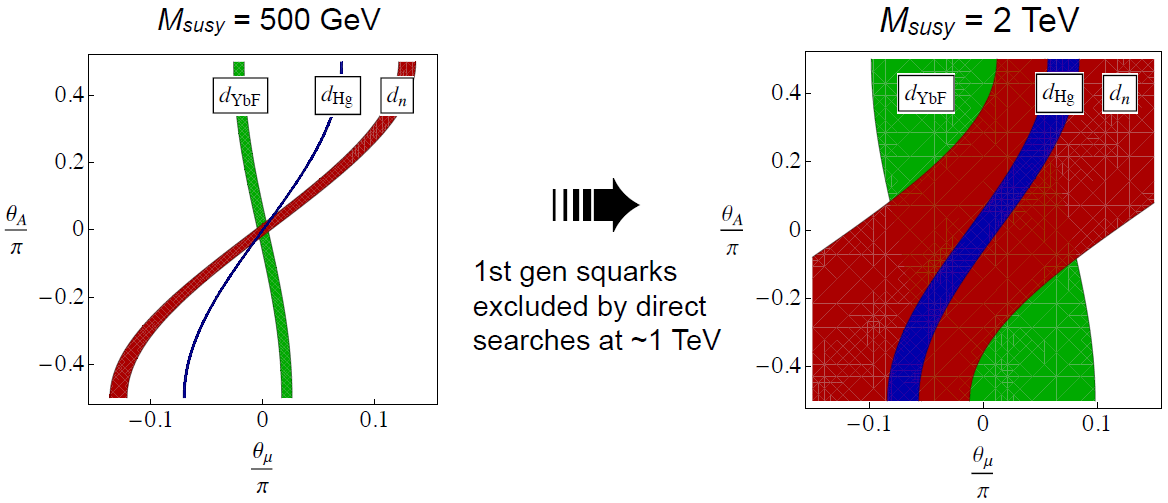 Msusy = 500 GeV
Msusy = 2 TeV
dYbF
dHg
dn
0.4
0.2
0
−0.2
−0.4
θA
π
−0.1
0
0.1
θμ
π
1st gen squarks
excluded by direct
searches at ~1 TeV
dYbF
dHg
dn
0.4
0.2
0
−0.2
−0.4
θA
π
−0.1
0
0.1
θμ
π